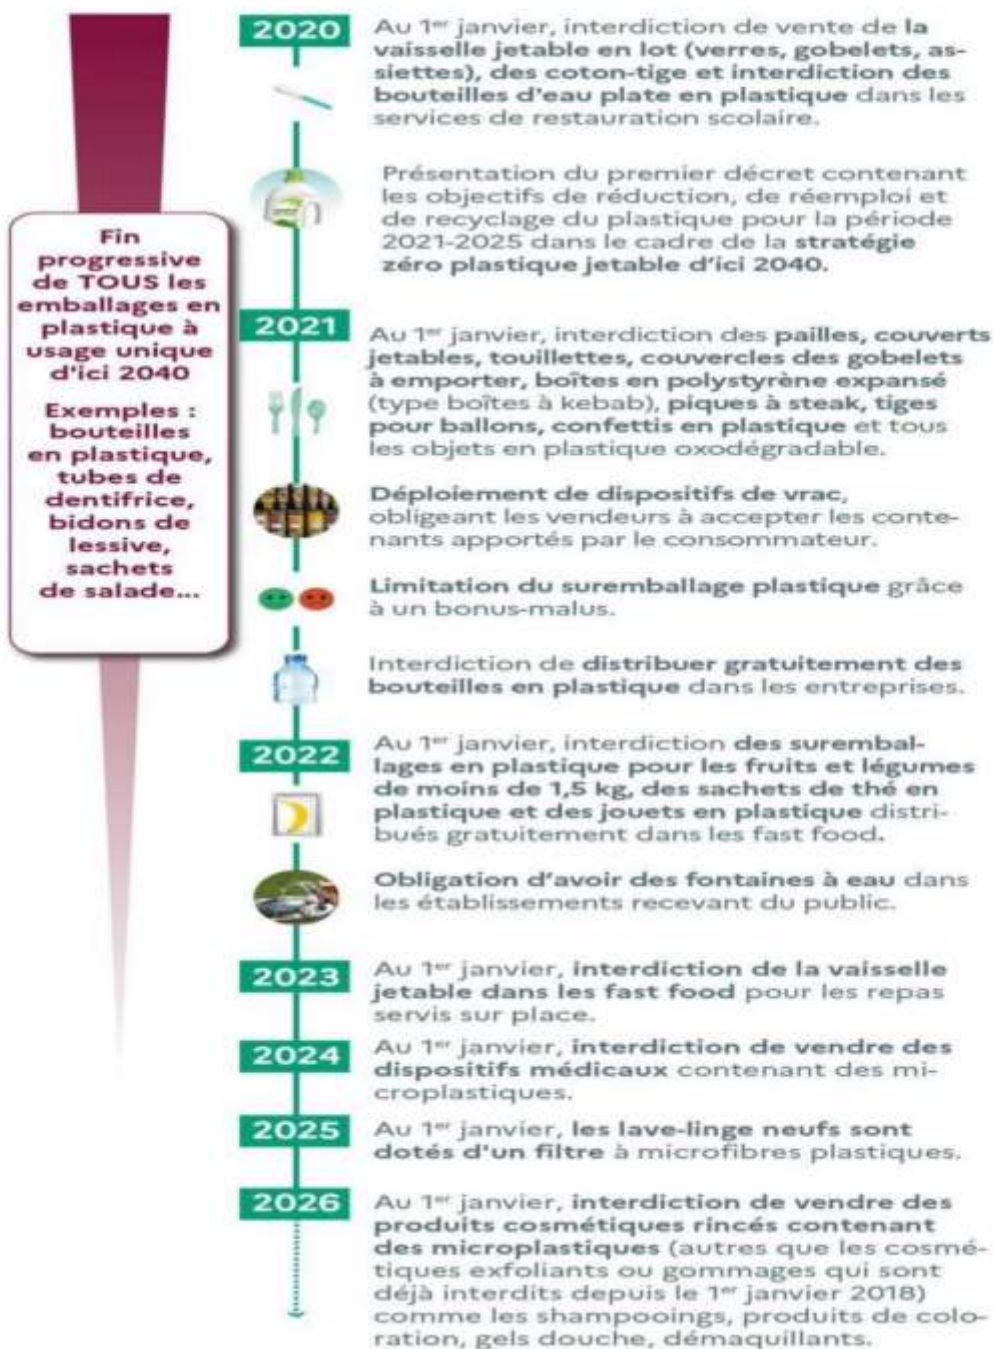 2020
Au 1er janvier, interdiction de vente de la
vaisselle jetable en lot (verres, gobelets, as-
siettes), des coton-tige et interdiction des
bouteilles d'eau plate en plastique dans les
services de restauration scolaire.
Présentation du premier décret contenant
les objectifs de réduction, de réemploi et
de recyclage du plastique pour la période
2021-2025 dans le cadre de la stratégie
zéro plastique jetable d'ici 2040.
Fin
progressive
de TOUS les
emballages en
plastique à
usage unique
d'ici 2040
Exemples :
bouteilles
en plastique,
tubes de
dentifrice,
bidons de
lessive,
sachets
de salade...
2021
Au 1er janvier, interdiction des pailles, couverts
jetables, touillettes, couvercles des gobelets
à emporter, boîtes en polystyrène expansé
(type boîtes à kebab), piques à steak, tiges
pour ballons, confettis en plastique et tous
les objets en plastique oxodégradable.
Déploiement de dispositifs de vrac,
obligeant les vendeurs à accepter les conte-
nants apportés par le consommateur.
Limitation du suremballage plastique grâce
à un bonus-malus.
Interdiction de distribuer gratuitement des
bouteilles en plastique dans les entreprises.
2022
Au 1er janvier, interdiction des surembal-
lages en plastique pour les fruits et légumes
de moins de 1,5 kg, des sachets de thé en
plastique et des jouets en plastique distri-
bués gratuitement dans les fast food.
Obligation d'avoir des fontaines à eau dans
les établissements recevant du public.
2023
Au 1er janvier, interdiction de la vaisselle
jetable dans les fast food pour les repas
servis sur place.
2024
Au 1er janvier, interdiction de vendre des
dispositifs médicaux contenant des mi-
croplastiques.
2025
Au 1er janvier, les lave-linge neufs sont
dotés d'un filtre à microfibres plastiques.
2026
Au 1er janvier, interdiction de vendre des
produits cosmétiques rincés contenant
des microplastiques (autres que les cosmé-
tiques exfoliants ou gommages qui sont
déjà interdits depuis le 1er janvier 2018)
comme les shampooings, produits de colo-
ration, gels douche, démaquillants.